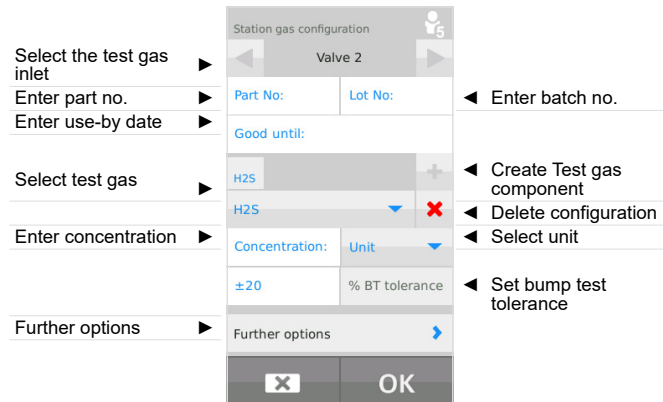 Station gas configuration
5
Select the test gas
inlet
Valve 2
Enter part no.
Part No:
Lot No:
Enter batch no.
Enter use-by date
Good until:
Select test gas
H2S
Create Test gas
component
H2S
Delete configuration
Enter concentration
Concentration:
Unit
Select unit
±20
% BT tolerance
Set bump test
tolerance
Further options
Further options
OK